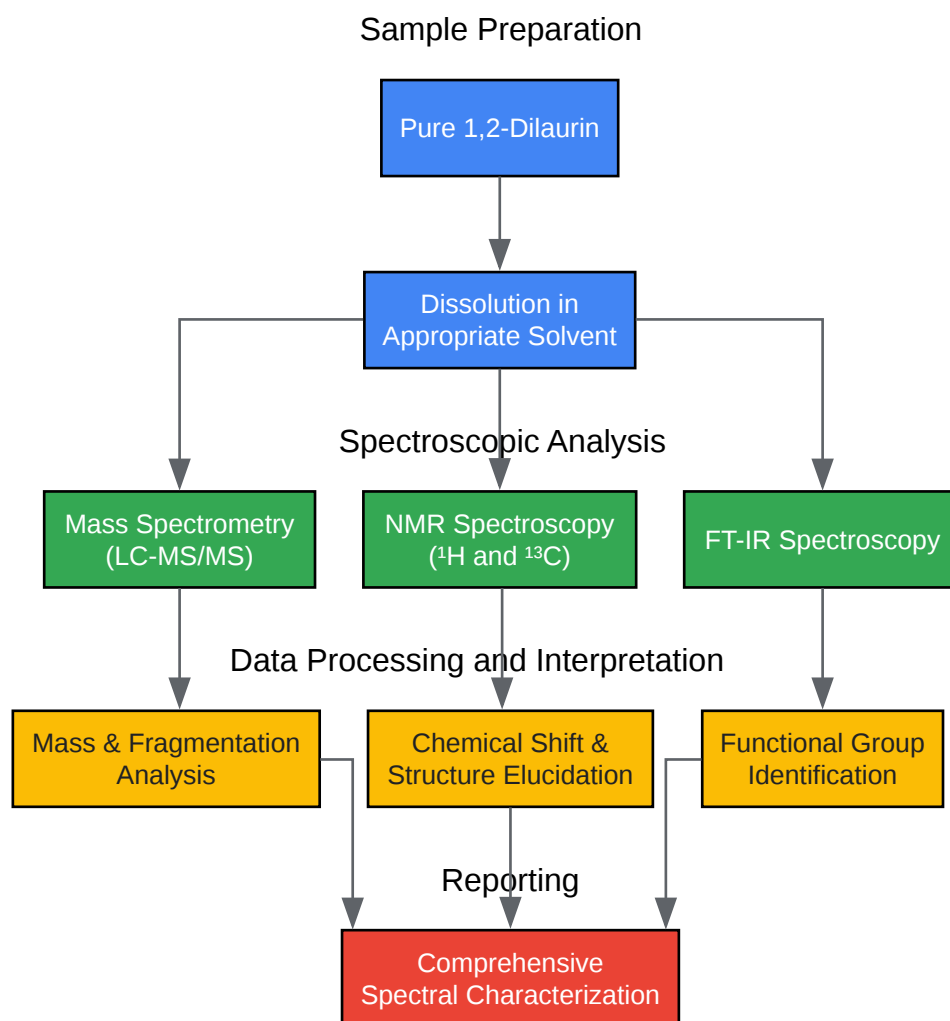 Sample Preparation
Pure 1,2-Dilaurin
Dissolution in
Appropriate Solvent
Spectroscopic Analysis
Mass Spectrometry
(LC-MS/MS)
NMR Spectroscopy
(¹H and ¹³C)
FT-IR Spectroscopy
Data Processing and Interpretation
Mass & Fragmentation
Analysis
Chemical Shift &
Structure Elucidation
Functional Group
Identification
Reporting
Comprehensive
Spectral Characterization